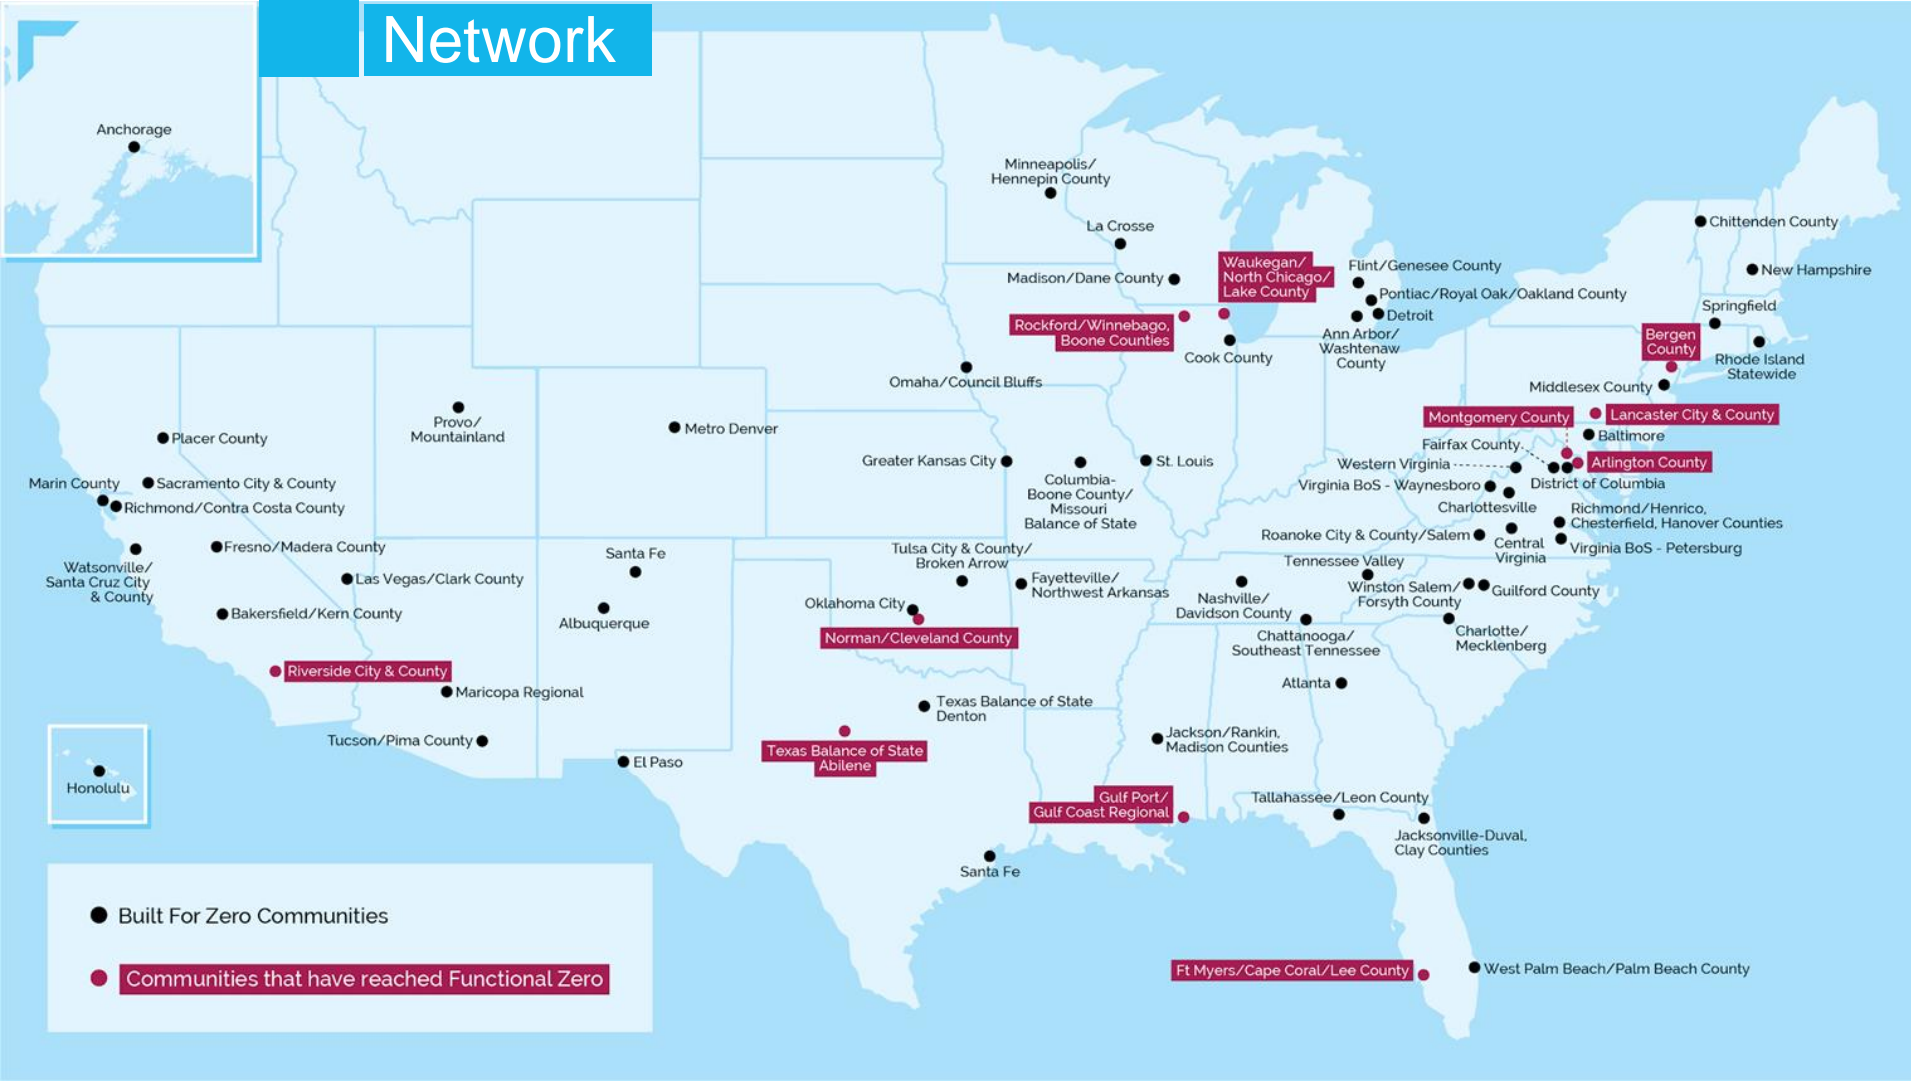 Network
Anchorage
Minneapolis/
Hennepin County
La Crosse
Madison/Dane County
Waukegan/
North Chicago/
Lake County
Rockford/Winnebago,
Boone Counties
Cook County
Flint/Genesee County
Pontiac/Royal Oak/Oakland County
Detroit
Ann Arbor/
Washtenaw
County
Chittenden County
New Hampshire
Springfield
Bergen
County
Rhode Island
Statewide
Middlesex County
Omaha/Council Bluffs
Provo/
Mountainland
Metro Denver
Placer County
Greater Kansas City
Columbia-
Boone County/
Missouri
Balance of State
St. Louis
Montgomery County
Lancaster City & County
Baltimore
Fairfax County
Western Virginia
Arlington County
Virginia BoS - Waynesboro
District of Columbia
Charlottesville
Richmond/Henrico,
Chesterfield, Hanover Counties
Roanoke City & County/Salem
Central
Virginia
Virginia BoS - Petersburg
Marin County
Sacramento City & County
Richmond/Contra Costa County
Fresno/Madera County
Watsonville/
Santa Cruz City
& County
Las Vegas/Clark County
Bakersfield/Kern County
Santa Fe
Albuquerque
Tulsa City & County/
Broken Arrow
Fayetteville/
Northwest Arkansas
Oklahoma City
Norman/Cleveland County
Nashville/
Davidson County
Tennessee Valley
Winston Salem/
Forsyth County
Guilford County
Chattanooga/
Southeast Tennessee
Charlotte/
Mecklenberg
Atlanta
Riverside City & County
Maricopa Regional
Tucson/Pima County
El Paso
Texas Balance of State
Denton
Texas Balance of State
Abilene
Jackson/Rankin,
Madison Counties
Gulf Port/
Gulf Coast Regional
Tallahassee/Leon County
Jacksonville-Duval,
Clay Counties
Honolulu
Santa Fe
Ft Myers/Cape Coral/Lee County
West Palm Beach/Palm Beach County
Built For Zero Communities
Communities that have reached Functional Zero